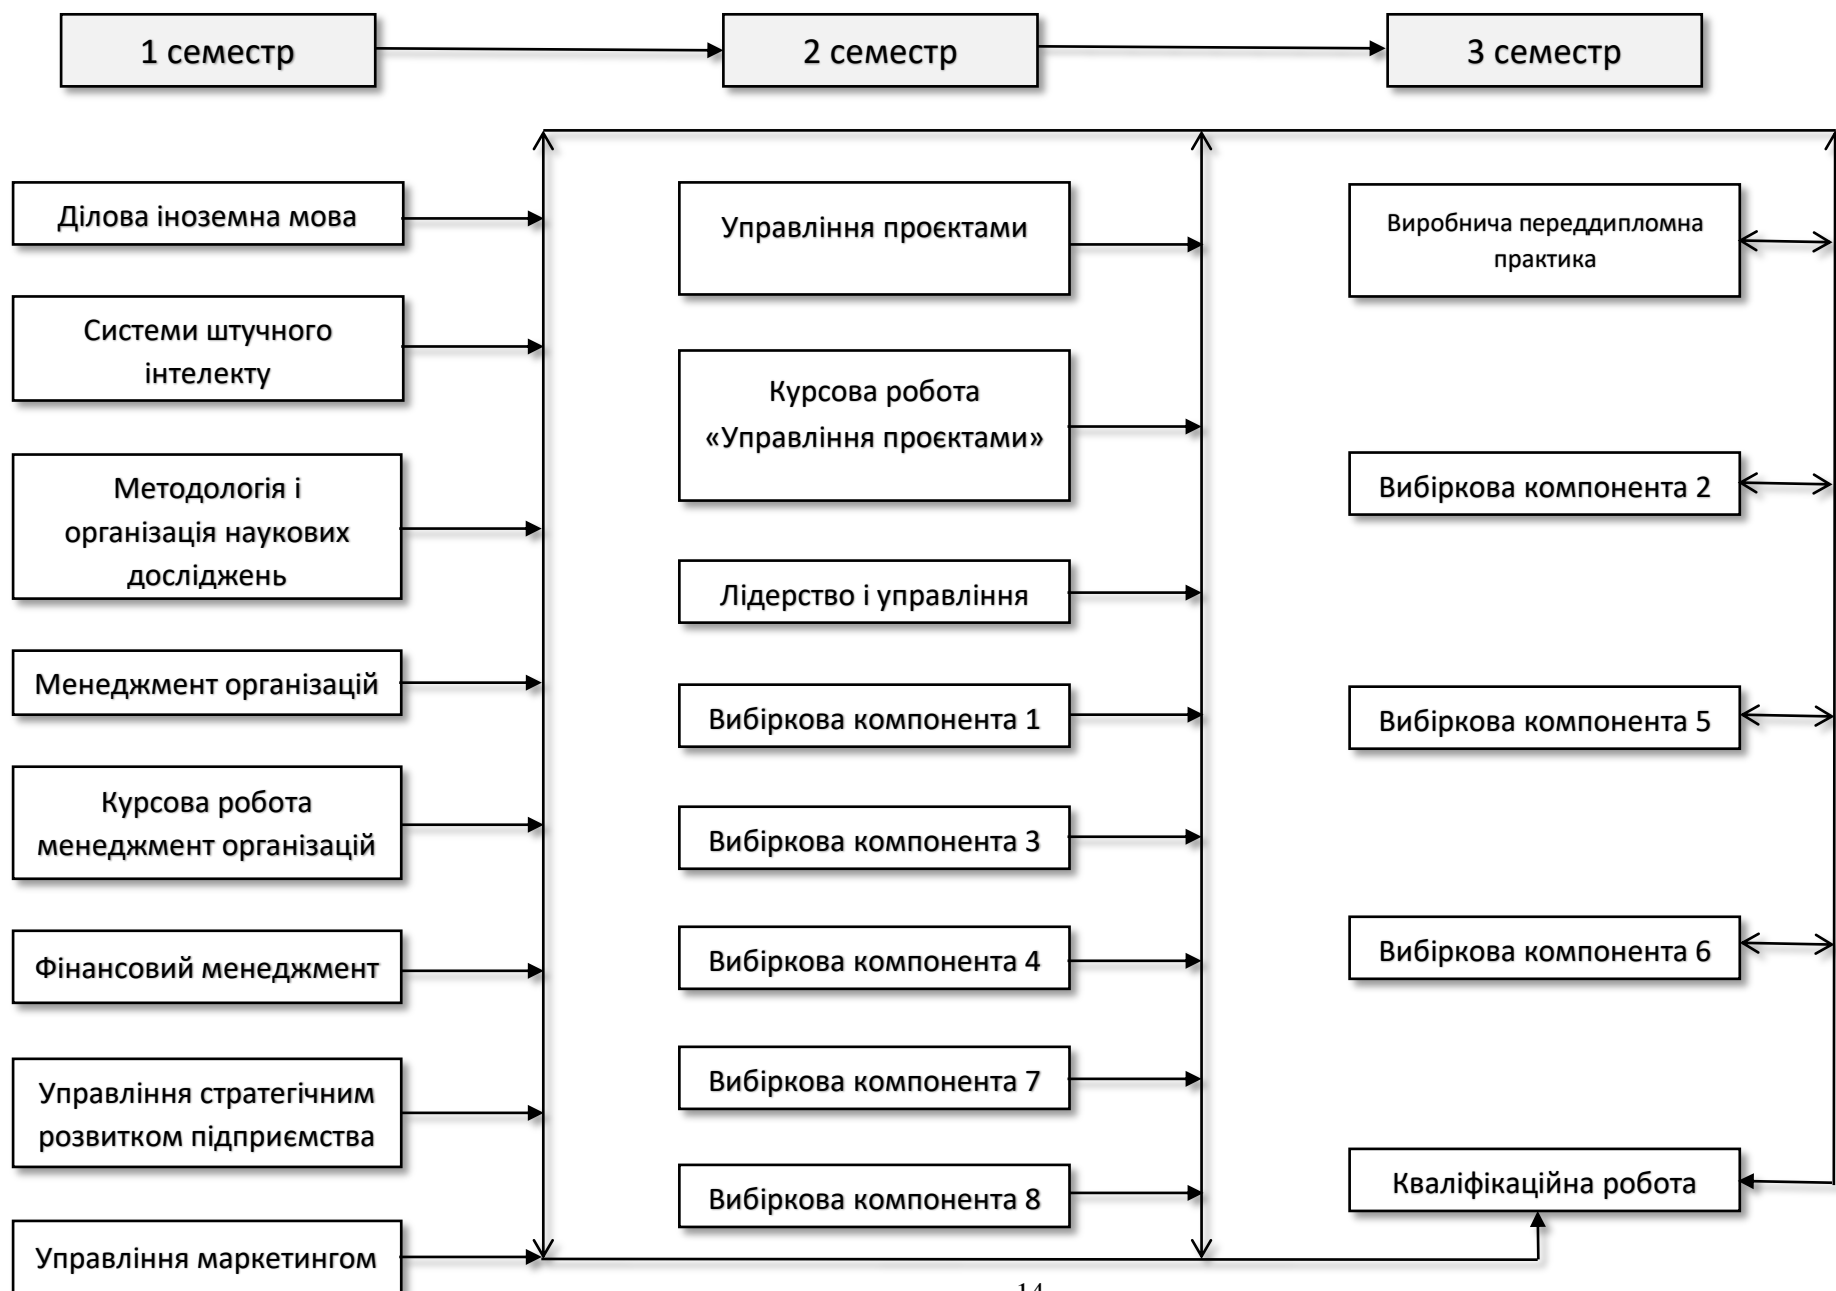 1 семестр
2 семестр
3 семестр
Ділова іноземна мова
Системи штучного
інтелекту
Методологія і
організація наукових
досліджень
Менеджмент організацій
Курсова робота
менеджмент організацій
Фінансовий менеджмент
Управління стратегічним
розвитком підприємства
Управління маркетингом
Управління проєктами
Курсова робота
«Управління проєктами»
Лідерство і управління
Вибіркова компонента 1
Вибіркова компонента 3
Вибіркова компонента 4
Вибіркова компонента 7
Вибіркова компонента 8
Виробнича переддипломна
практика
Вибіркова компонента 2
Вибіркова компонента 5
Вибіркова компонента 6
Кваліфікаційна робота
14